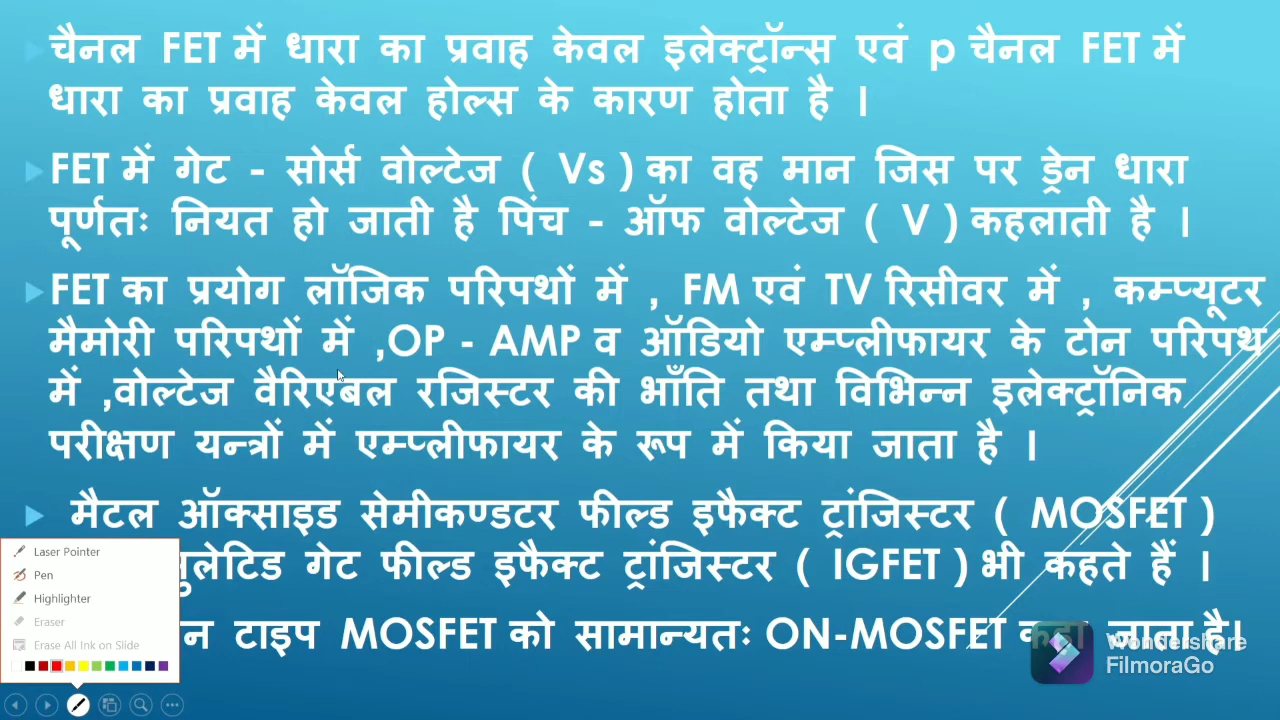 चैनल FET में धारा का प्रवाह केवल इलेक्ट्रॉन्स एवं p चैनल FET में
धारा का प्रवाह केवल होल्स के कारण होता है ।
FET में गेट - सोर्स वोल्टेज ( Vs ) का वह मान जिस पर ड्रेन धारा
पूर्णतः नियत हो जाती है पिंच - ऑफ वोल्टेज ( V ) कहलाती है ।
FET का प्रयोग लॉजिक परिपथों में , FM एवं TV रिसीवर में , कम्प्यूटर
मैमोरी परिपथों में ,OP - AMP व ऑडियो एम्प्लीफायर के टोन परिपथ
में ,वोल्टेज वैरिएबल रजिस्टर की भाँति तथा विभिन्न इलेक्ट्रॉनिक
परीक्षण यन्त्रों में एम्प्लीफायर के रूप में किया जाता है ।
मैटल ऑक्साइड सेमीकण्डटर फील्ड इफैक्ट ट्रांजिस्टर ( MOSFET )
गेट फील्ड इफैक्ट ट्रांजिस्टर ( IGFET ) भी कहते हैं ।
टाइप MOSFET को सामान्यतः ON-MOSFET कहा जाता है।
Laser Pointer
Pen
Highlighter
Eraser
Erase All Ink on Slide
Wondershare
FilmoraGo